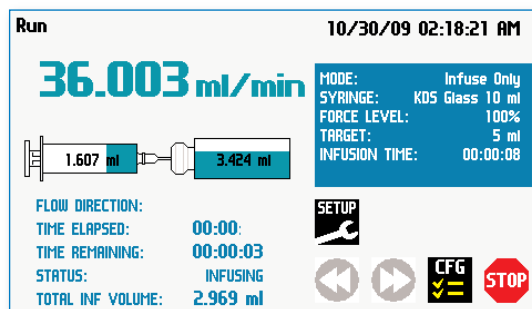 Run
10/30/09 02:18:21 AM
36.003 ml/min
MODE: Infuse Only
SYRINGE: KDS Glass 10 ml
FORCE LEVEL: 100%
TARGET: 5 ml
INFUSION TIME: 00:00:08
1.607 ml
3.424 ml
FLOW DIRECTION:
TIME ELAPSED: 00:00:
TIME REMAINING: 00:00:03
STATUS: INFUSING
TOTAL INF VOLUME: 2.969 ml
SETUP
CFG
STOP